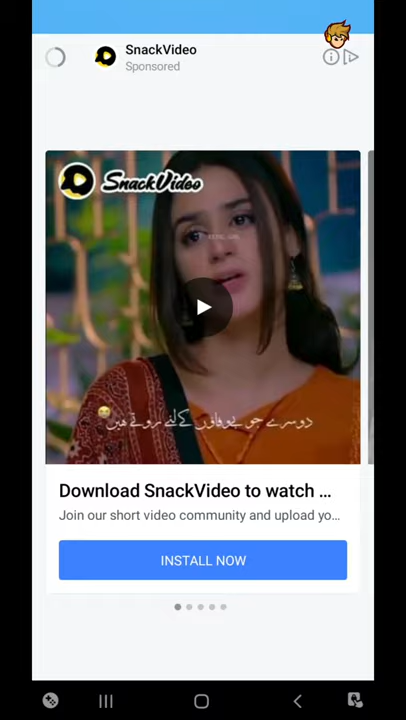 SnackVideo
Sponsored
SnackVideo
دوسرے جو بے وفاؤں کے لئے روتے ہیں
Download SnackVideo to watch ...
Join our short video community and upload yo...
INSTALL NOW